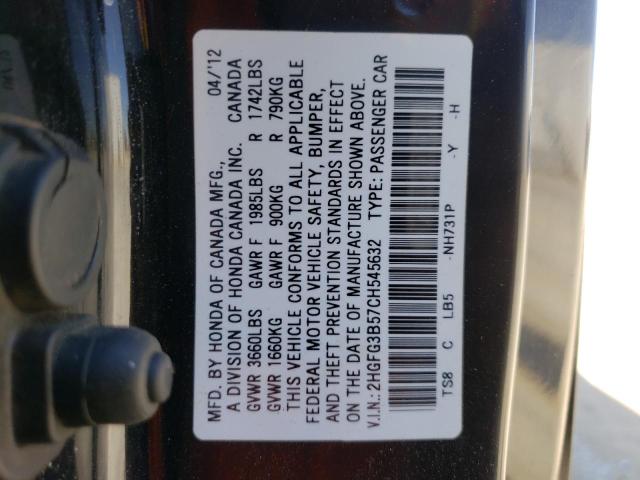 MFD. BY HONDA OF CANADA MFG., 04/'12
A DIVISION OF HONDA CANADA INC. CANADA
GVWR 3660LBS GAWR F 1985LBS R 1742LBS
GVWR 1660KG GAWR F 900KG R 790KG
THIS VEHICLE CONFORMS TO ALL APPLICABLE
FEDERAL MOTOR VEHICLE SAFETY, BUMPER,
AND THEFT PREVENTION STANDARDS IN EFFECT
ON THE DATE OF MANUFACTURE SHOWN ABOVE.
V.I.N.: 2HGFG3B57CH545632 TYPE: PASSENGER CAR
TS8 C LB5 -NH731P -Y -H